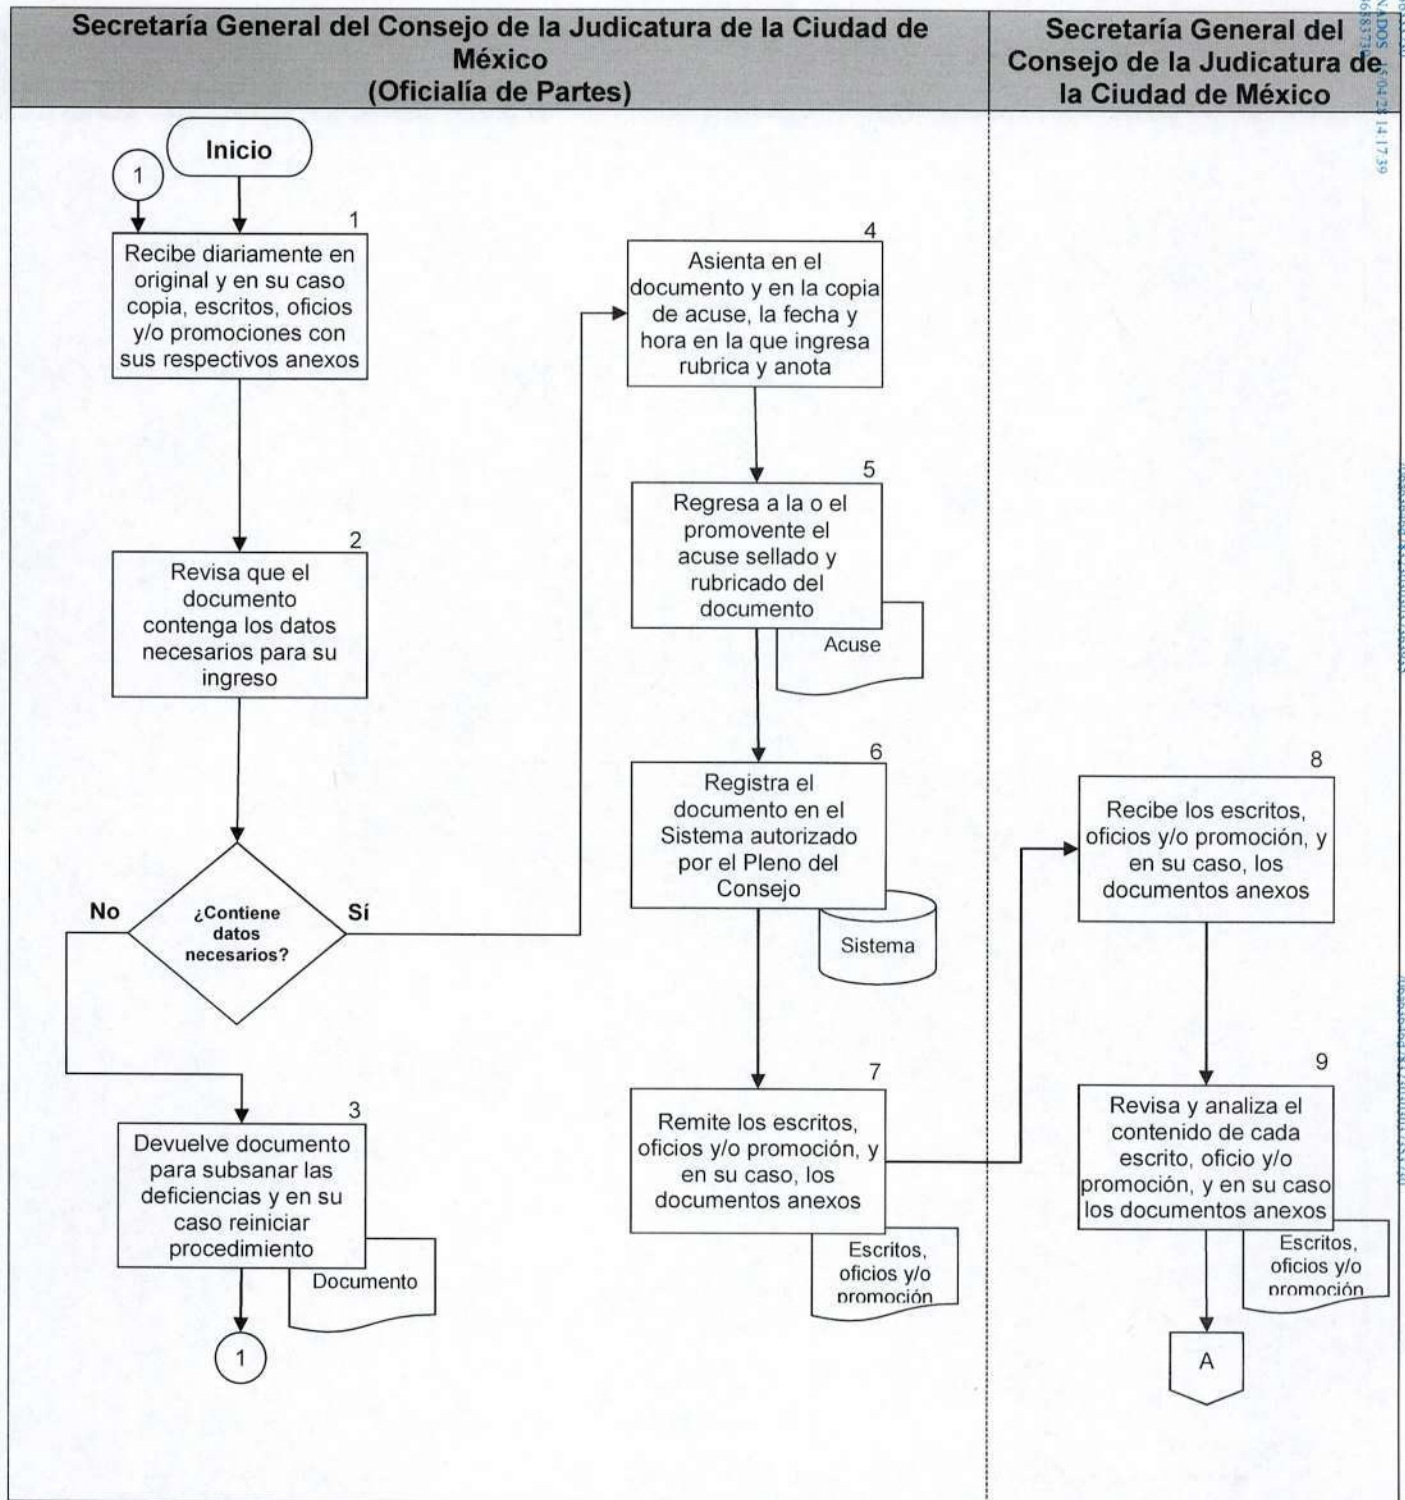 Secretaría General del Consejo de la Judicatura de la Ciudad de
México
(Oficialía de Partes)
Secretaría General del
Consejo de la Judicatura de
la Ciudad de México
Inicio
1
1
Recibe diariamente en
original y en su caso
copia, escritos, oficios
y/o promociones con
sus respectivos anexos
2
Revisa que el
documento
contenga los datos
necesarios para su
ingreso
No
¿Contiene
datos
necesarios?
Sí
3
Devuelve documento
para subsanar las
deficiencias y en su
caso reiniciar
procedimiento
Documento
1
4
Asienta en el
documento y en la copia
de acuse, la fecha y
hora en la que ingresa
rubrica y anota
5
Regresa a la o el
promovente el
acuse sellado y
rubricado del
documento
Acuse
6
Registra el
documento en el
Sistema autorizado
por el Pleno del
Consejo
Sistema
7
Remite los escritos,
oficios y/o promoción, y
en su caso, los
documentos anexos
Escritos,
oficios y/o
promoción
8
Recibe los escritos,
oficios y/o promoción, y
en su caso, los
documentos anexos
9
Revisa y analiza el
contenido de cada
escrito, oficio y/o
promoción, y en su caso
los documentos anexos
Escritos,
oficios y/o
promoción
A
14:17:39